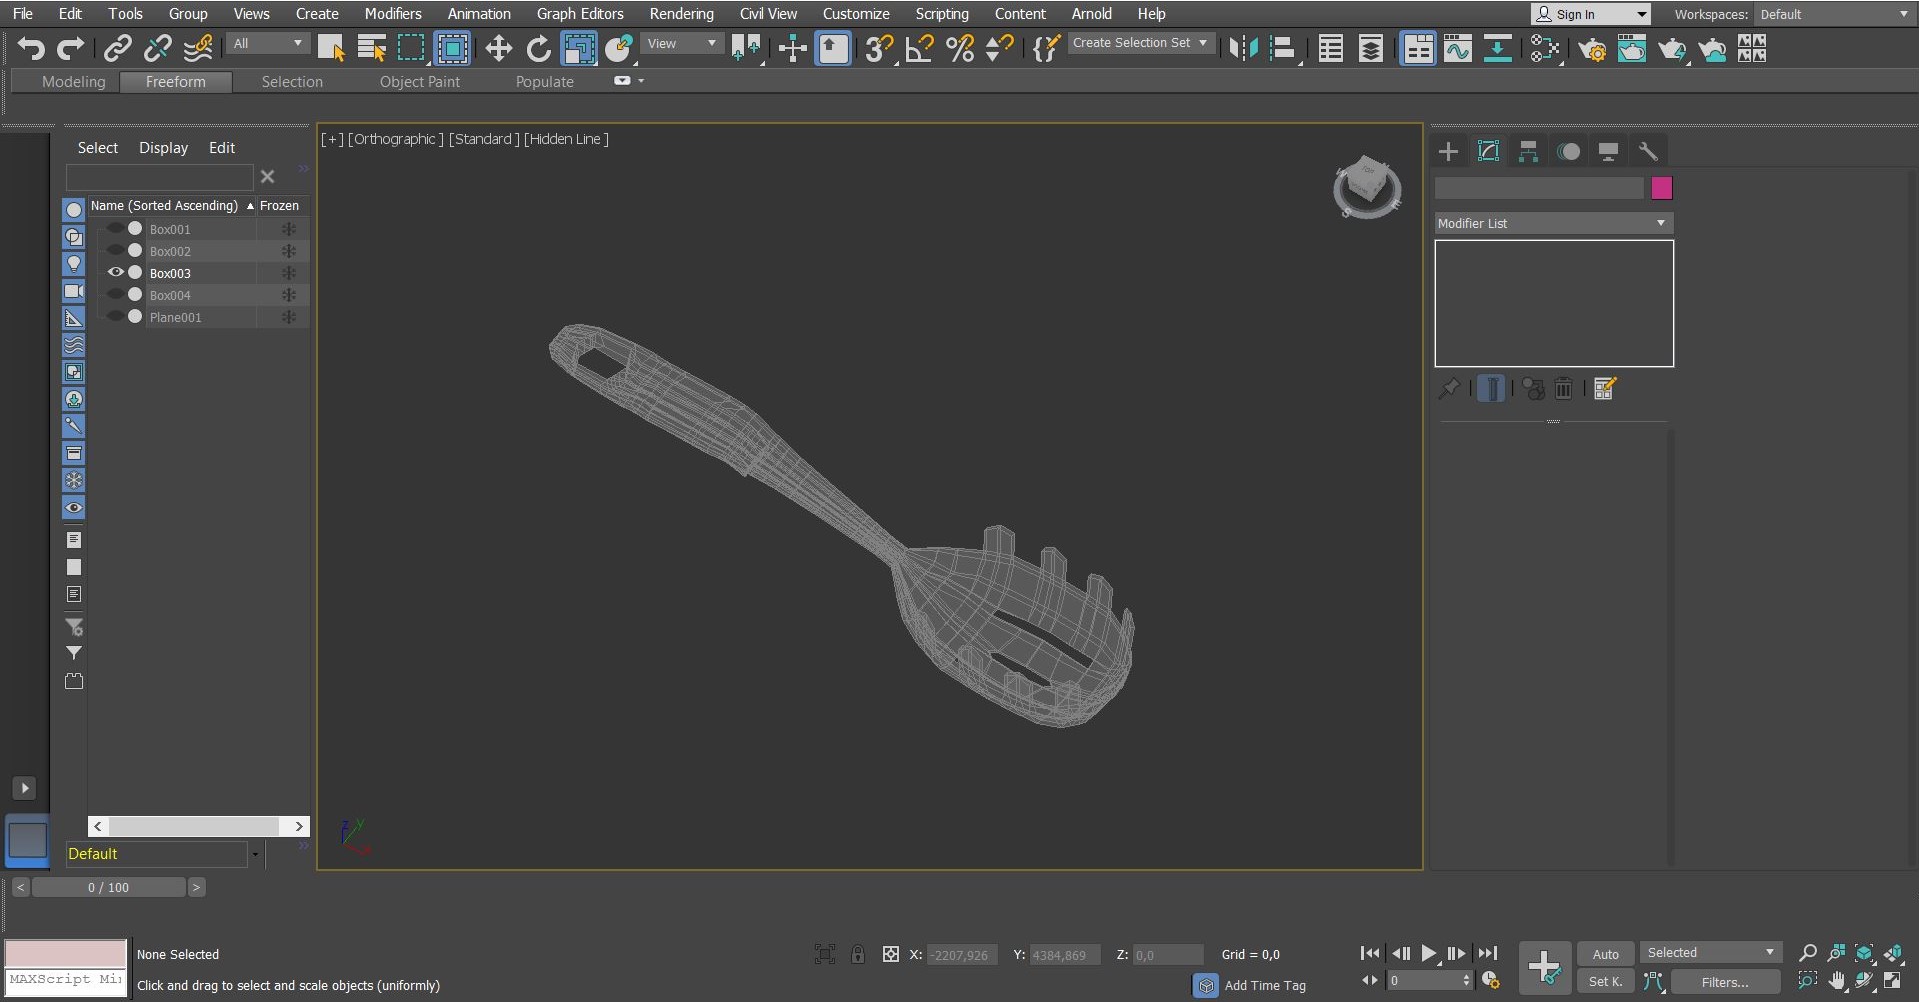 File Edit Tools Group Views Create Modifiers Animation Graph Editors Rendering Civil View Customize Scripting Content Arnold Help Sign In Workspaces: Default
All View 3 Create Selection Set
Modeling Freeform Selection Object Paint Populate
[+] [Orthographic ] [Standard ] [Hidden Line ]
Select Display Edit
Name (Sorted Ascending) Frozen
Box001
Box002
Box003
Box004
Plane001
Modifier List
TOP
S
E
z
y
x
Default
< 0 / 100 >
None Selected
X: -2207,926 Y: 4384,869 Z: 0,0 Grid = 0,0
Auto Selected
MAXScript Mi
Click and drag to select and scale objects (uniformly)
Add Time Tag
0
Set K. Filters...